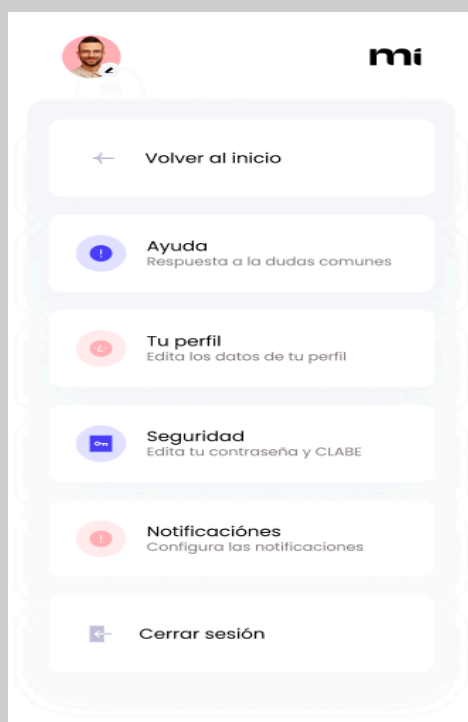 mi
Volver al inicio
Ayuda
Respuesta a la dudas comunes
Tu perfil
Edita los datos de tu perfil
Seguridad
Edita tu contraseña y CLABE
Notificaciónes
Configura las notificaciones
Cerrar sesión